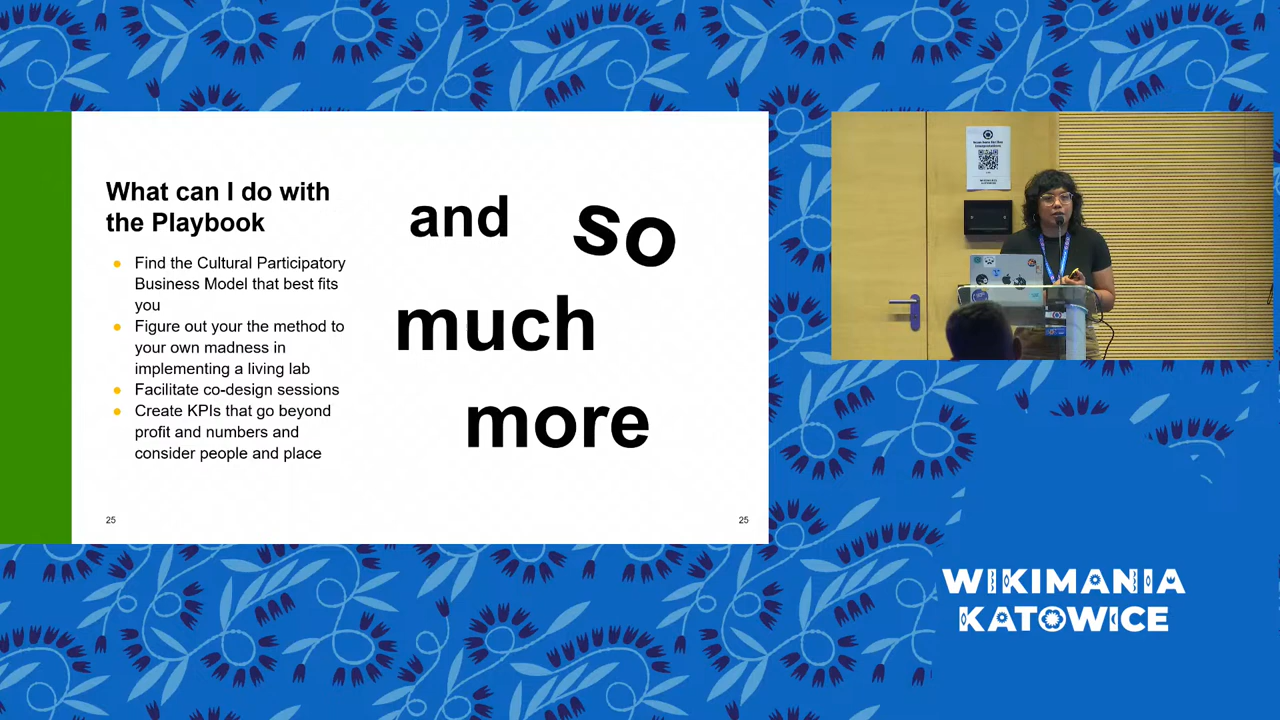 What can I do with
the Playbook
Find the Cultural Participatory
Business Model that best fits
you
Figure out your the method to
your own madness in
implementing a living lab
Facilitate co-design sessions
Create KPIs that go beyond
profit and numbers and
consider people and place
and so
much
more
25
25
WIKIMANIA
KATOWICE